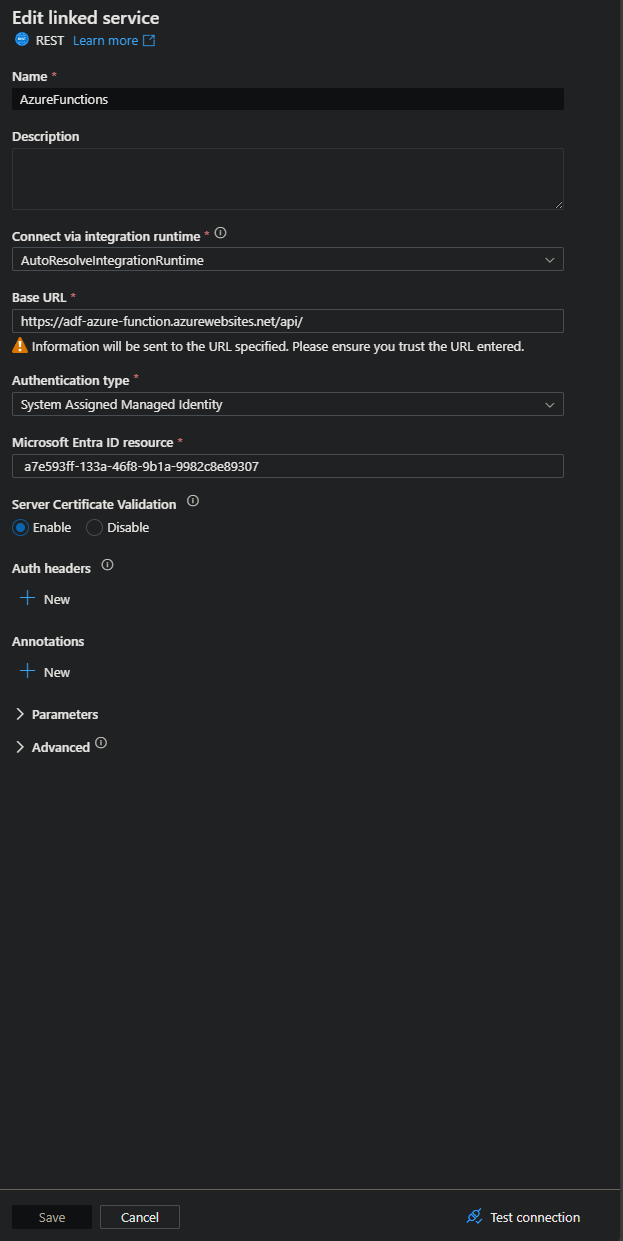 Edit linked service
REST Learn more
Name *
AzureFunctions
Description
Connect via integration runtime *
AutoResolveIntegrationRuntime
Base URL *
https://adf-azure-function.azurewebsites.net/api/
Information will be sent to the URL specified. Please ensure you trust the URL entered.
Authentication type *
System Assigned Managed Identity
Microsoft Entra ID resource *
a7e593ff-133a-46f8-9b1a-9982c8e89307
Server Certificate Validation
Enable Disable
Auth headers
New
Annotations
New
Parameters
Advanced
Save Cancel Test connection